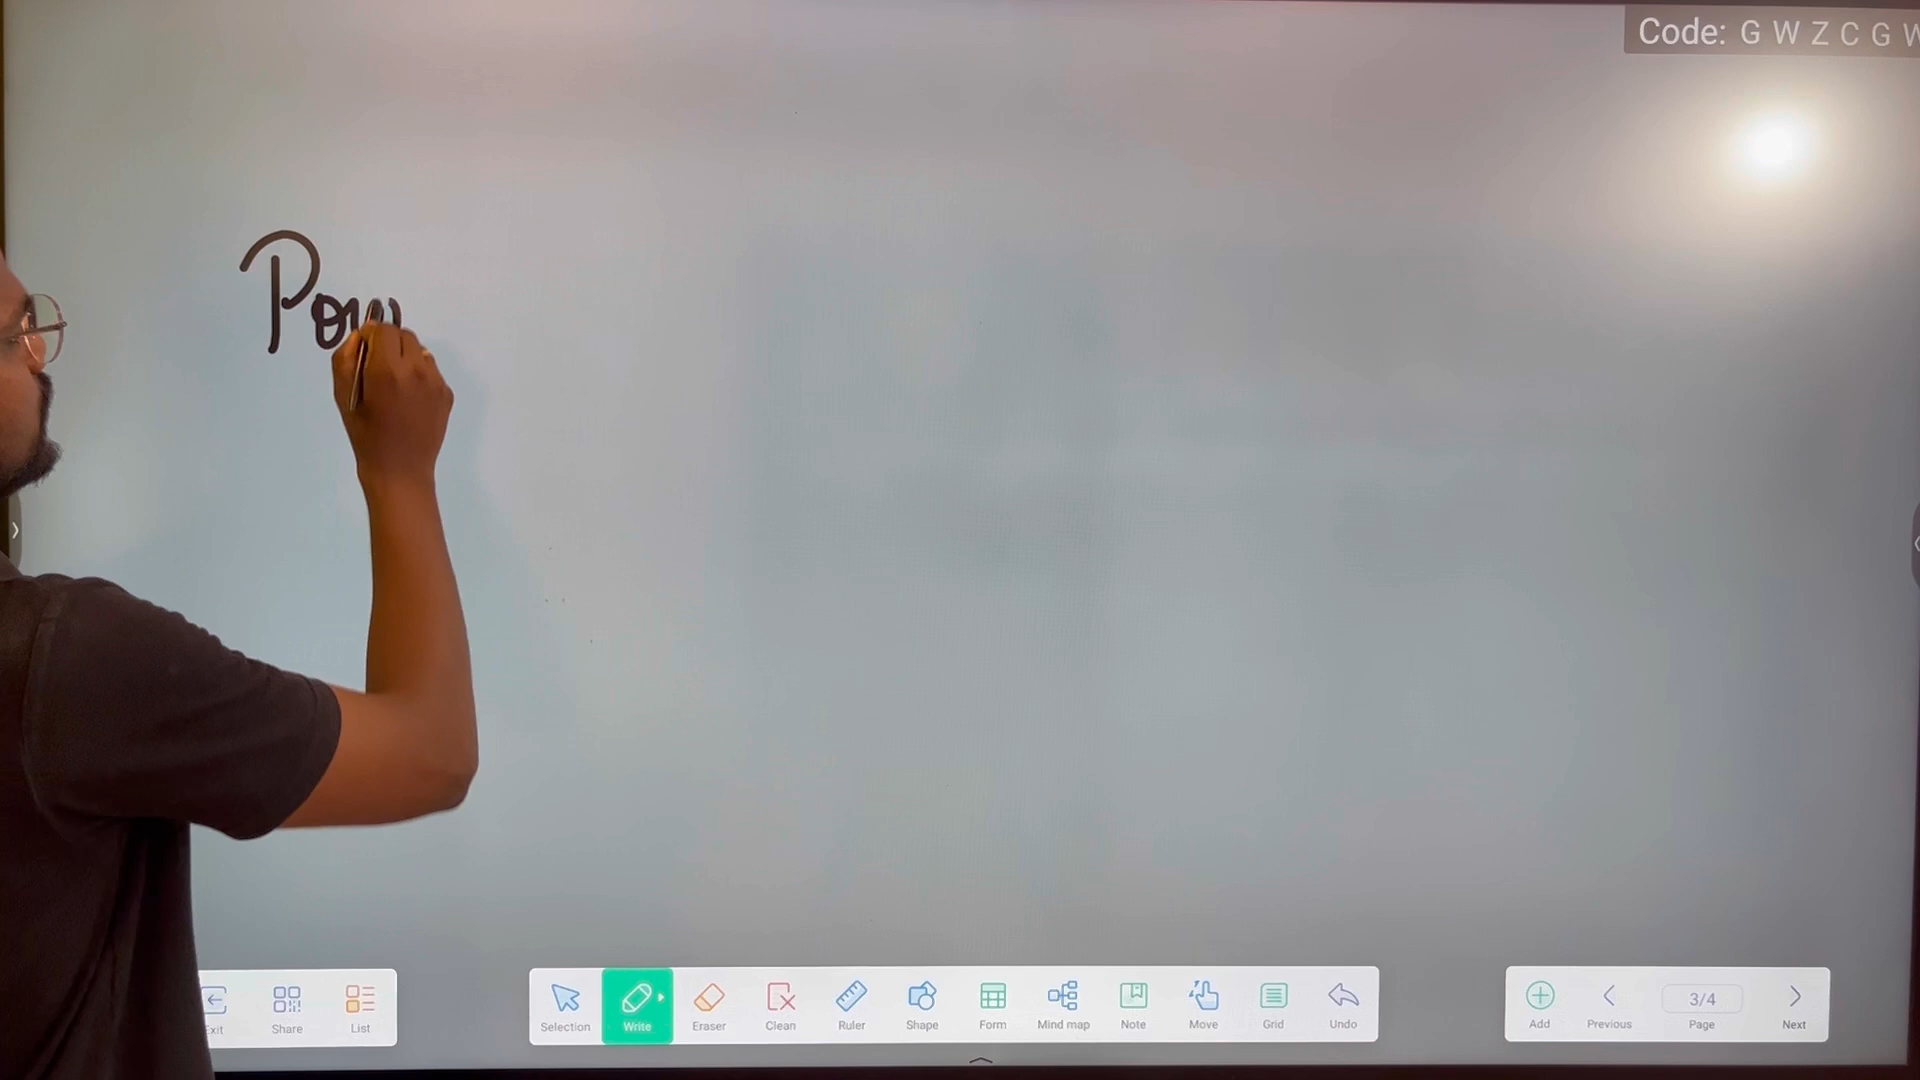 Code: G W Z C G W
Pow
Exit Share List
Selection Write Eraser Clean Ruler Shape Form Mind map Note Move Grid Undo
Add Previous 3/4 Page Next